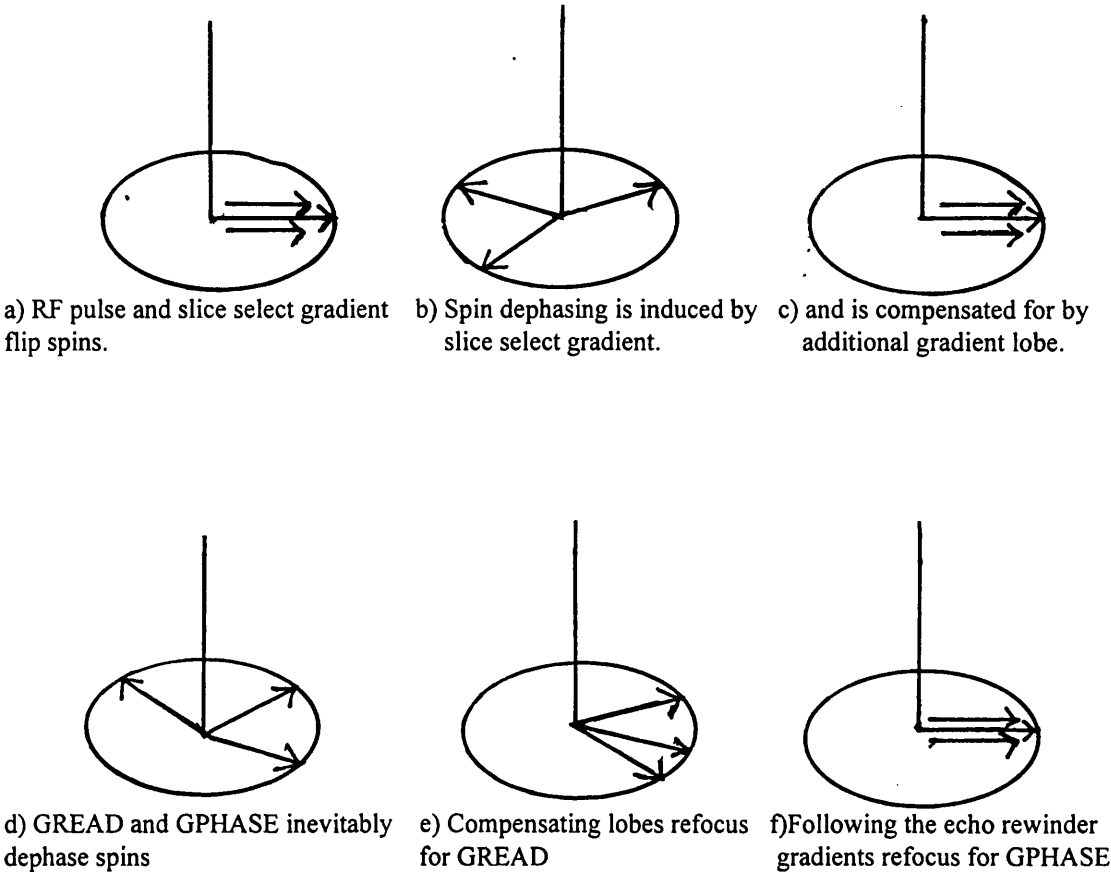 a) RF pulse and slice select gradient
flip spins.
b) Spin dephasing is induced by
slice select gradient.
c) and is compensated for by
additional gradient lobe.
d) GREAD and GPHASE inevitably
dephase spins
e) Compensating lobes refocus
for GREAD
f)Following the echo rewinder
gradients refocus for GPHASE